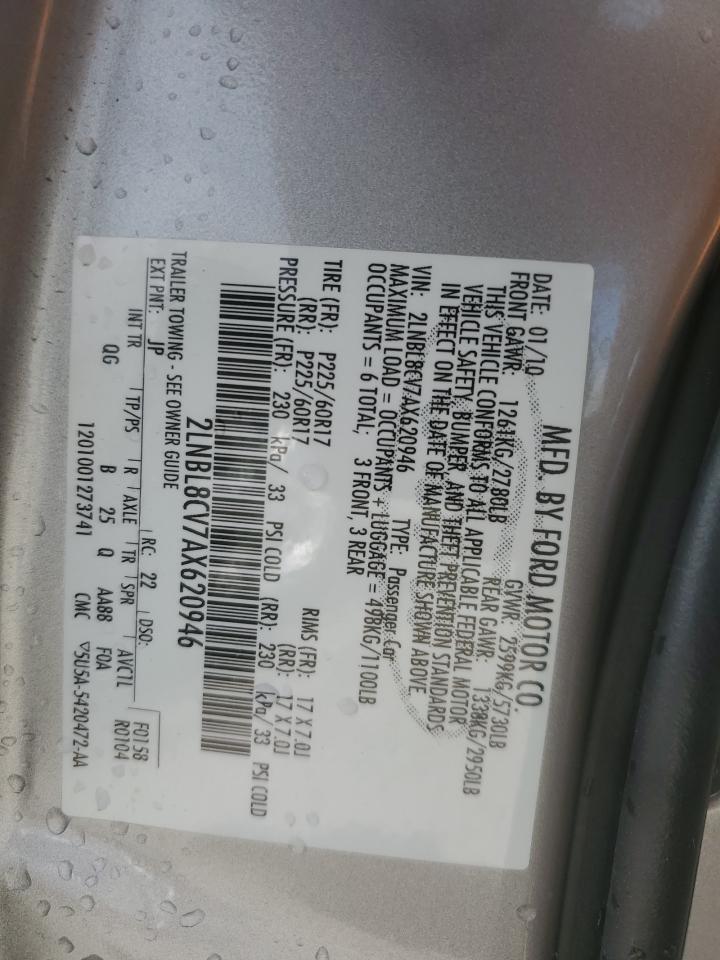 MFD. BY FORD MOTOR CO.
DATE: 01/10 GVWR: 2599KG/5730LB
FRONT GAWR: 1261KG/2780LB REAR GAWR: 1338KG/2950LB
THIS VEHICLE CONFORMS TO ALL APPLICABLE FEDERAL MOTOR
VEHICLE SAFETY, BUMPER, AND THEFT PREVENTION STANDARDS
IN EFFECT ON THE DATE OF MANUFACTURE SHOWN ABOVE.
VIN: 2LNBL8CV7AX620946 TYPE: Passenger Car
MAXIMUM LOAD = OCCUPANTS + LUGGAGE = 498KG/1100LB
OCCUPANTS = 6 TOTAL; 3 FRONT, 3 REAR
TIRE (FR): P225/60R17 RIMS (FR): 17 X 7.0J
(RR): P225/60R17 (RR): 17 X 7.0J
PRESSURE (FR): 230 kPa/ 33 PSI COLD (RR): 230 kPa/ 33 PSI COLD
2LNBL8CV7AX620946
TRAILER TOWING - SEE OWNER GUIDE
EXT PNT: JP RC: 22 DSO: F0158
R0104
INT TR TP/PS R AXLE TR SPR AVC1L
QG B 25 Q AA88 FOA
1201001273741 CMC ▽5U5A-5420472-AA